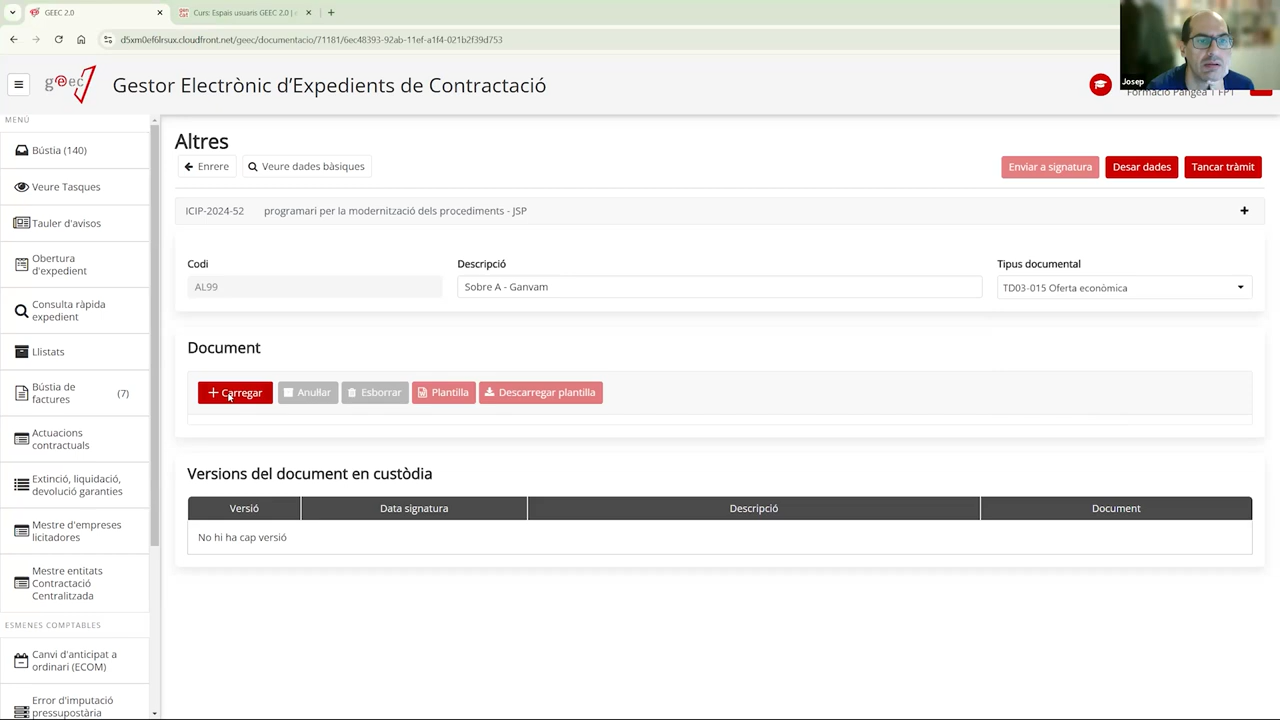 GEEC 2.0
Curs: Espais usuaris GEEC 2.0 | e
d5xm0ef6lrsux.cloudfront.net/geec/documentacio/71181/6ec48393-92ab-11ef-a1f4-021b2f39d753
geec
Gestor Electrònic d'Expedients de Contractació
Josep
Formació Pangea 1 FP1
MENÚ
Bústia (140)
Veure Tasques
Tauler d'avisos
Obertura
d'expedient
Consulta ràpida
expedient
Llistats
Bústia de
factures
(7)
Actuacions
contractuals
Extinció, liquidació,
devolució garanties
Mestre d'empreses
licitadores
Mestre entitats
Contractació
Centralitzada
ESMENES COMPTABLES
Canvi d'anticipat a
ordinari (ECOM)
Error d'imputació
pressupostària
Altres
Enrere
Veure dades bàsiques
Enviar a signatura
Desar dades
Tancar tràmit
ICIP-2024-52 programari per la modernització dels procediments - JSP
Codi
Descripció
Tipus documental
AL99
Sobre A - Ganvam
TD03-015 Oferta econòmica
Document
Carregar
Anul·lar
Esborrar
Plantilla
Descarregar plantilla
Versions del document en custòdia
Versió
Data signatura
Descripció
Document
No hi ha cap versió